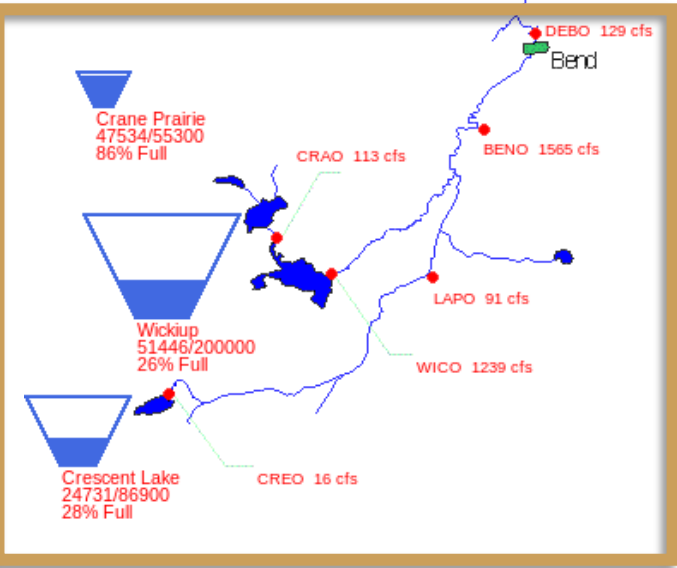 DEBO 129 cfs
Bend
Crane Prairie
47534/55300
86% Full
CRAO 113 cfs
BENO 1565 cfs
LAPO 91 cfs
Wickiup
51446/200000
26% Full
WICO 1239 cfs
Crescent Lake
24731/86900
28% Full
CREO 16 cfs